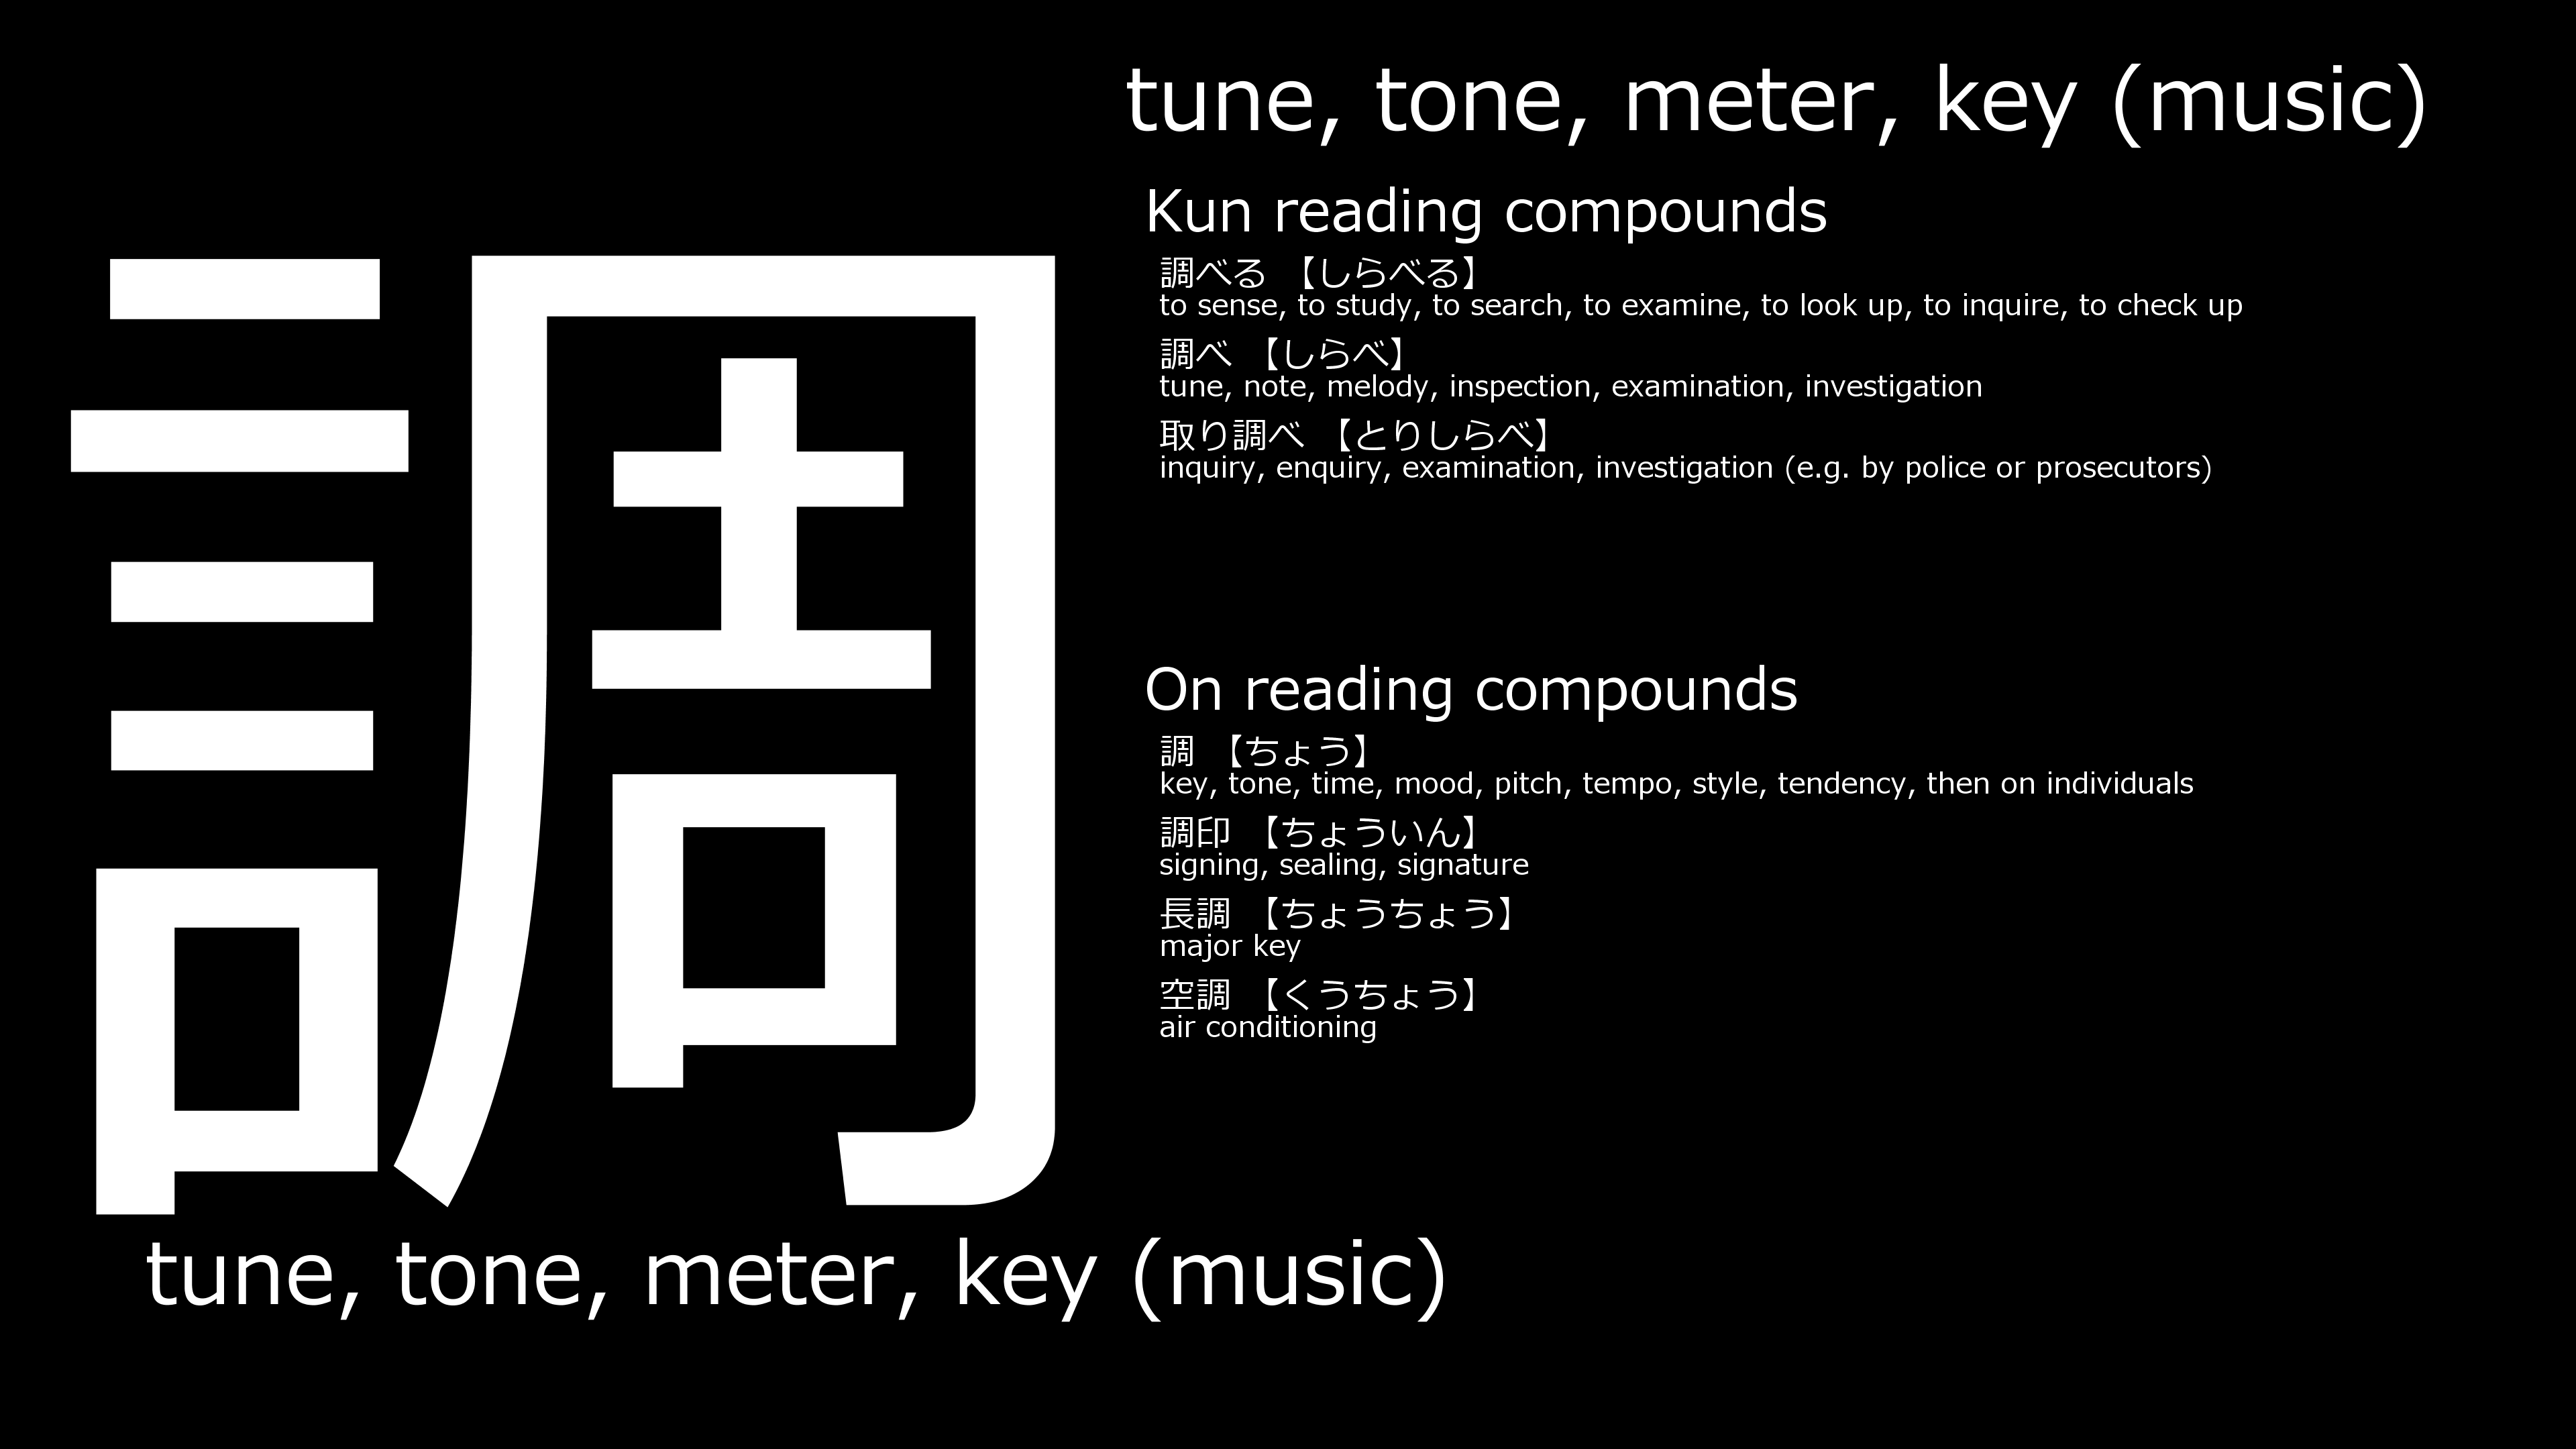 調
tune, tone, meter, key (music)
tune, tone, meter, key (music)
Kun reading compounds
調べる 【しらべる】
to sense, to study, to search, to examine, to look up, to inquire, to check up
調べ 【しらべ】
tune, note, melody, inspection, examination, investigation
取り調べ 【とりしらべ】
inquiry, enquiry, examination, investigation (e.g. by police or prosecutors)
On reading compounds
調 【ちょう】
key, tone, time, mood, pitch, tempo, style, tendency, then on individuals
調印 【ちょういん】
signing, sealing, signature
長調 【ちょうちょう】
major key
空調 【くうちょう】
air conditioning